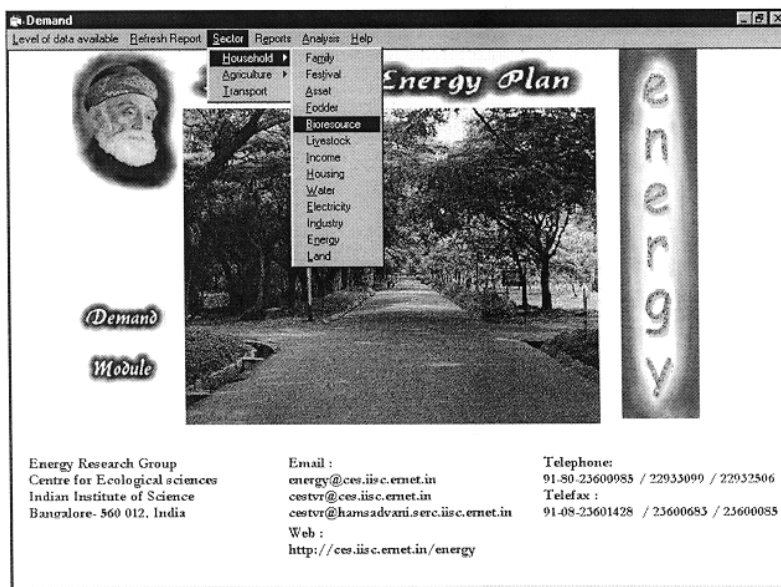 Demand
Level of data available Refresh Report Sector Reports Analysis Help
Household
Agriculture
Transport
Family
Festival
Asset
Fodder
Bioresource
Livestock
Income
Housing
Water
Electricity
Industry
Energy
Land
Energy Plan
energy
Demand
Module
Energy Research Group
Centre for Ecological sciences
Indian Institute of Science
Bangalore- 560 012. India
Email :
energy@ces.iisc.ernet.in
cestvr@ces.iisc.ernet.in
cestvr@hamsadvani.serc.iisc.ernet.in
Web :
http://ces.iisc.ernet.in/energy
Telephone:
91-80-23600985 / 22933099 / 22932506
Telefax :
91-08-23601428 / 23600683 / 23600085